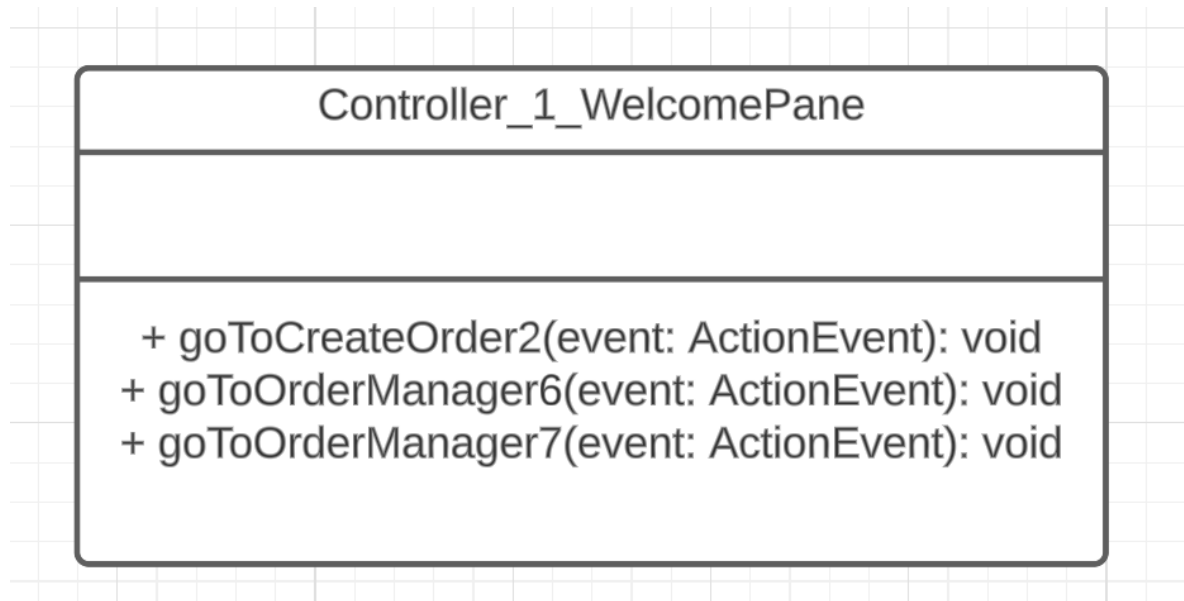 Controller_1_WelcomePane
+ goToCreateOrder2(event: ActionEvent): void
+ goToOrderManager6(event: ActionEvent): void
+ goToOrderManager7(event: ActionEvent): void